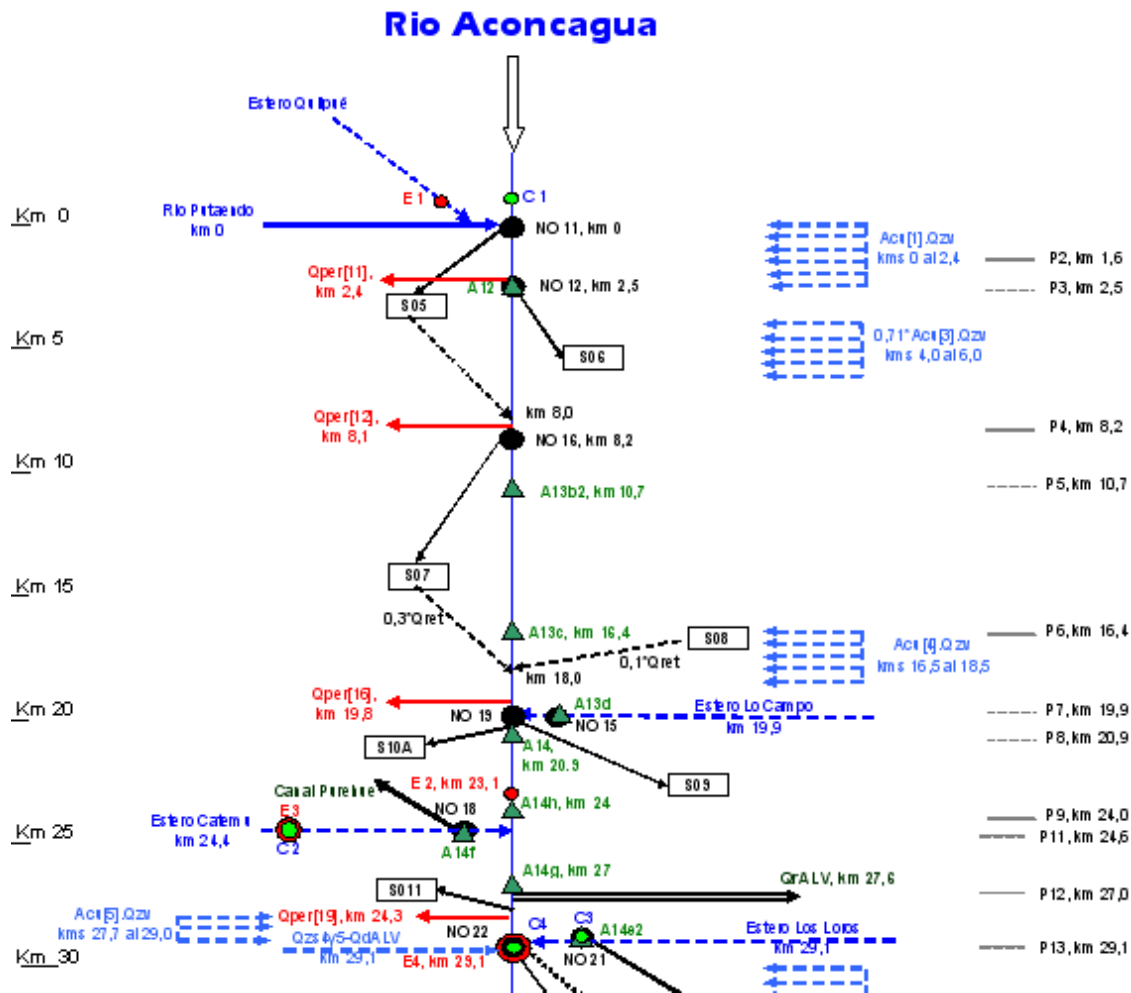 Rio Aconcagua
Estero Quilpué
E 1
C 1
Km 0
Río Putaendo
km 0
NO 11, km 0
Acu[1].Qzu
kms 0 al 2,4
P2, km 1,6
Qper[11],
km 2,4
A12
NO 12, km 2,5
P3, km 2,5
S05
Km 5
S06
0,71*Acu[3].Qzu
kms 4,0 al 6,0
km 8,0
Qper[12],
km 8,1
NO 16, km 8,2
P4, km 8,2
Km 10
A13b2, km 10,7
P5, km 10,7
S07
Km 15
0,3*Qret
A13c, km 16,4
S08
0,1*Qret
Acu[4].Qzu
kms 16,5 al 18,5
P6, km 16,4
km 18,0
Qper[16],
km 19,8
Km 20
NO 19
A13d
NO 15
Estero Lo Campo
km 19,9
P7, km 19,9
S10A
A14,
km 20.9
P8, km 20,9
S09
E 2, km 23,1
Canal Purehue
A14h, km 24
P9, km 24,0
NO 18
E3
Estero Catemu
km 24,4
C2
A14f
Km 25
P11, km 24,6
A14g, km 27
QrALV, km 27,6
P12, km 27,0
S011
Acu[5].Qzu
kms 27,7 al 29,0
Qper[19], km 24,3
C4
C3
A14e2
Estero Los Loros
km 29,1
NO 22
Qzs4y5-QdALV
km 29,1
E4, km 29,1
NO 21
P13, km 29,1
Km 30